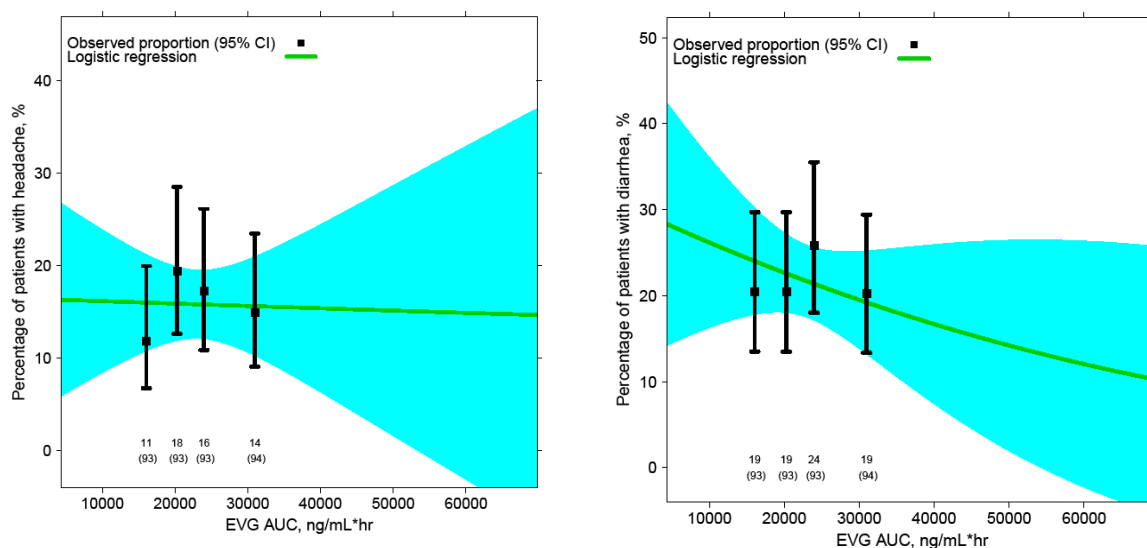 Observed proportion (95% CI)
Logistic regression
Percentage of patients with headache, %
40
30
20
10
0
11 18 16 14
(93) (93) (93) (94)
10000 20000 30000 40000 50000 60000
EVG AUC, ng/mL*hr
Observed proportion (95% CI)
Logistic regression
Percentage of patients with diarrhea, %
50
40
30
20
10
0
19 19 24 19
(93) (93) (93) (94)
10000 20000 30000 40000 50000 60000
EVG AUC, ng/mL*hr